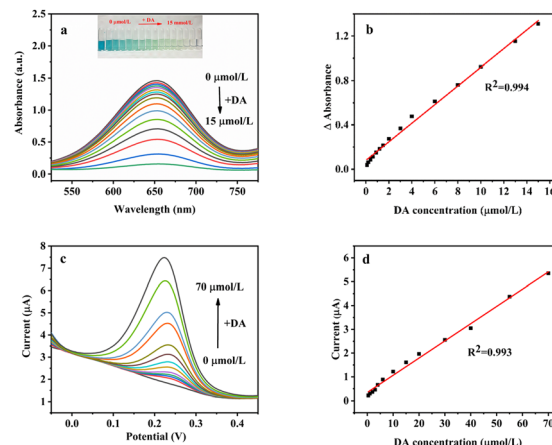 a
0 μmol/L + DA 15 mmol/L
0 μmol/L
+DA
15 μmol/L
Absorbance (a.u.)
2.5
2.0
1.5
1.0
0.5
0.0
550 600 650 700 750
Wavelength (nm)
b
Δ Absorbance
1.2
0.8
0.4
0.0
R²=0.994
0 2 4 6 8 10 12 14 16
DA concentration (μmol/L)
c
Current (μA)
8
7
6
5
4
3
2
1
70 μmol/L
+DA
0 μmol/L
0.0 0.1 0.2 0.3 0.4
Potential (V)
d
Current (μA)
6
5
4
3
2
1
0
R²=0.993
0 10 20 30 40 50 60 70
DA concentration (μmol/L)